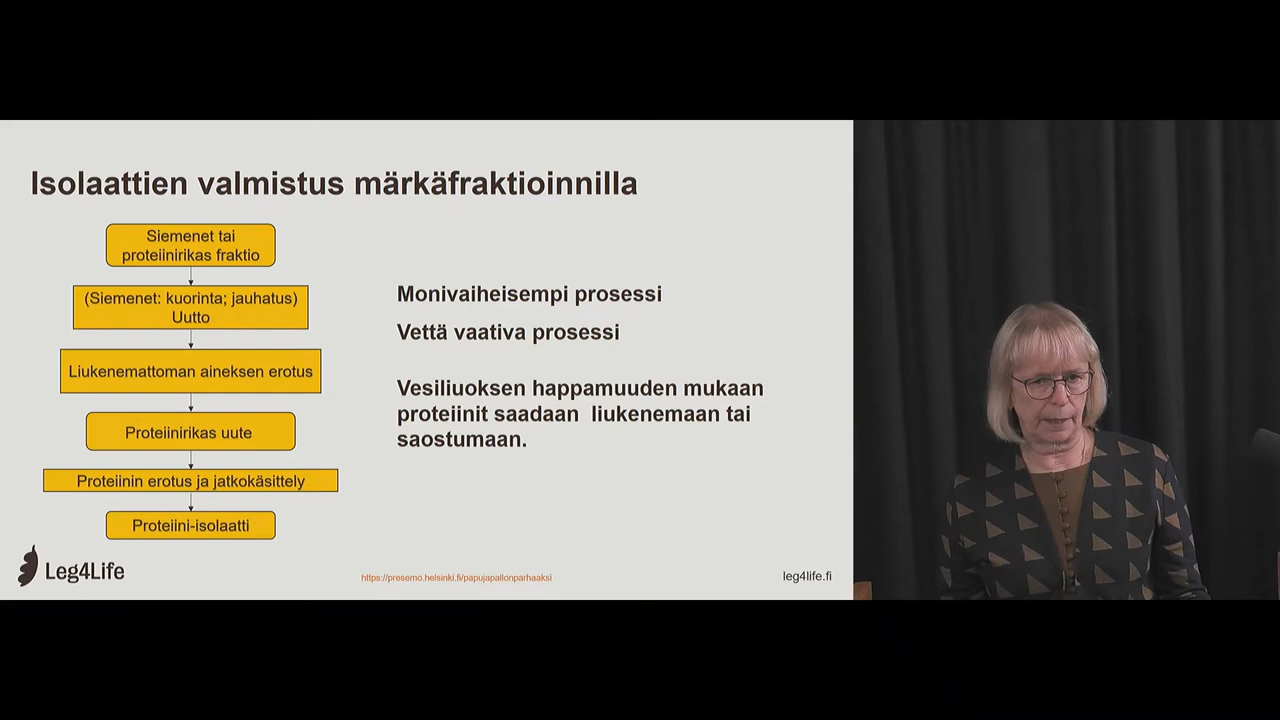 Isolaattien valmistus märkäfraktioinnilla
Siemenet tai
proteiinirikas fraktio
(Siemenet: kuorinta; jauhatus)
Uutto
Liukenemattoman aineksen erotus
Proteiinirikas uute
Proteiinin erotus ja jatkokäsittely
Proteiini-isolaatti
Monivaiheisempi prosessi
Vettä vaativa prosessi
Vesiliuoksen happamuuden mukaan
proteiinit saadaan  liukenemaan tai
saostumaan.
Leg4Life
https://presemo.helsinki.fi/papujapallonparhaaksi
leg4life.fi